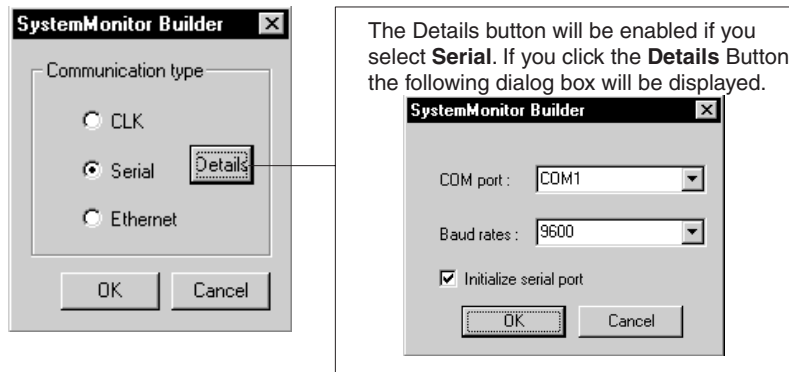 SystemMonitor Builder
Communication type
CLK
Serial
Details
Ethernet
OK
Cancel
The Details button will be enabled if you
select Serial. If you click the Details Button
the following dialog box will be displayed.
SystemMonitor Builder
COM port :
COM1
Baud rates :
9600
Initialize serial port
OK
Cancel